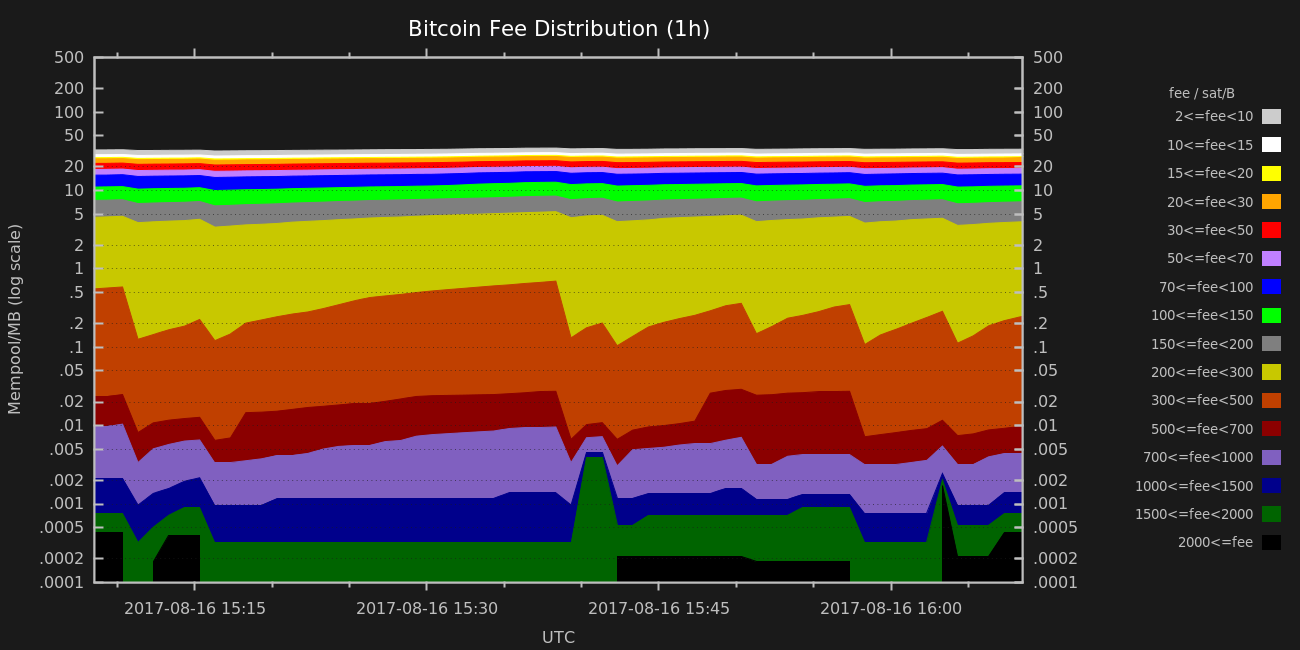 Bitcoin Fee Distribution (1h)
500 500
200 200
100 100
50 50
20 20
10 10
5 5
2 2
1 1
.5 .5
.2 .2
.1 .1
.05 .05
.02 .02
.01 .01
.005 .005
.002 .002
.001 .001
.0005 .0005
.0002 .0002
.0001 .0001
Mempool/MB (log scale)
2017-08-16 15:15 2017-08-16 15:30 2017-08-16 15:45 2017-08-16 16:00
UTC
fee / sat/B
2<=fee<10
10<=fee<15
15<=fee<20
20<=fee<30
30<=fee<50
50<=fee<70
70<=fee<100
100<=fee<150
150<=fee<200
200<=fee<300
300<=fee<500
500<=fee<700
700<=fee<1000
1000<=fee<1500
1500<=fee<2000
2000<=fee